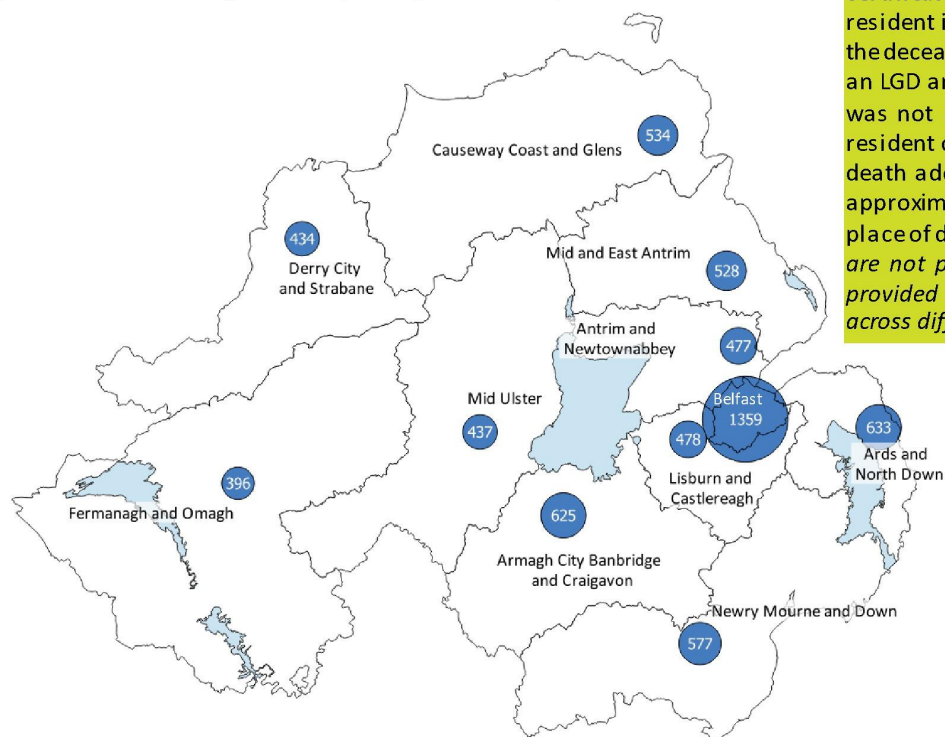 resident i
the decea
an LGD a
was not
resident
death ad
approxim
place of d
are not p
provided
across dif
534
Causeway Coast and Glens
434
Derry City
and Strabane
Mid and East Antrim
528
Antrim and
Newtownabbey
477
Mid Ulster
437
Belfast
1359
478
Lisburn and
Castlereagh
633
Ards and
North Down
396
Fermanagh and Omagh
625
Armagh City Banbridge
and Craigavon
Newry Mourne and Down
577